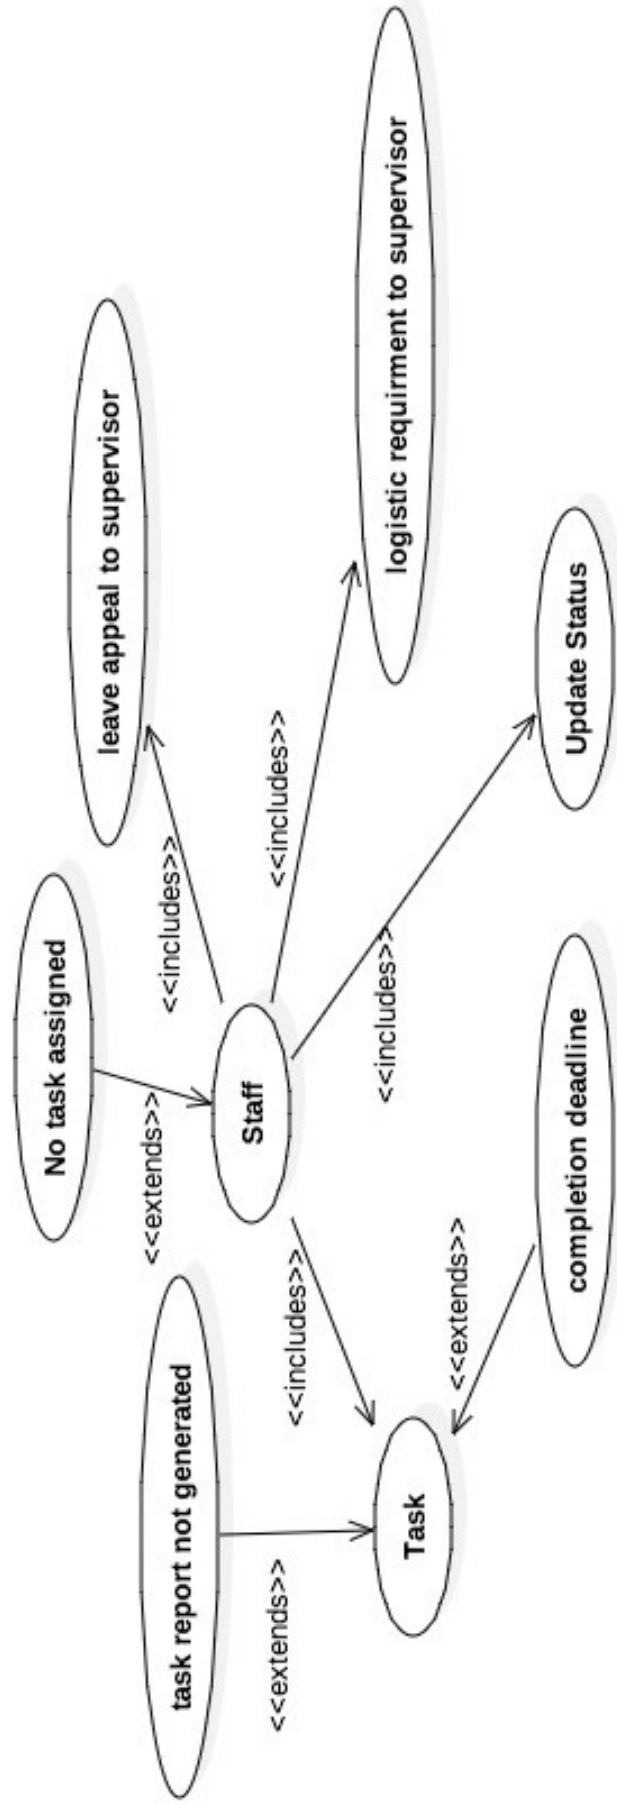 No task assigned
leave appeal to supervisor
task report not generated
<<extends>>
<<includes>>
<<includes>>
Staff
<<extends>>
<<includes>>
<<includes>>
logistic requirment to supervisor
Task
<<extends>>
completion deadline
Update Status